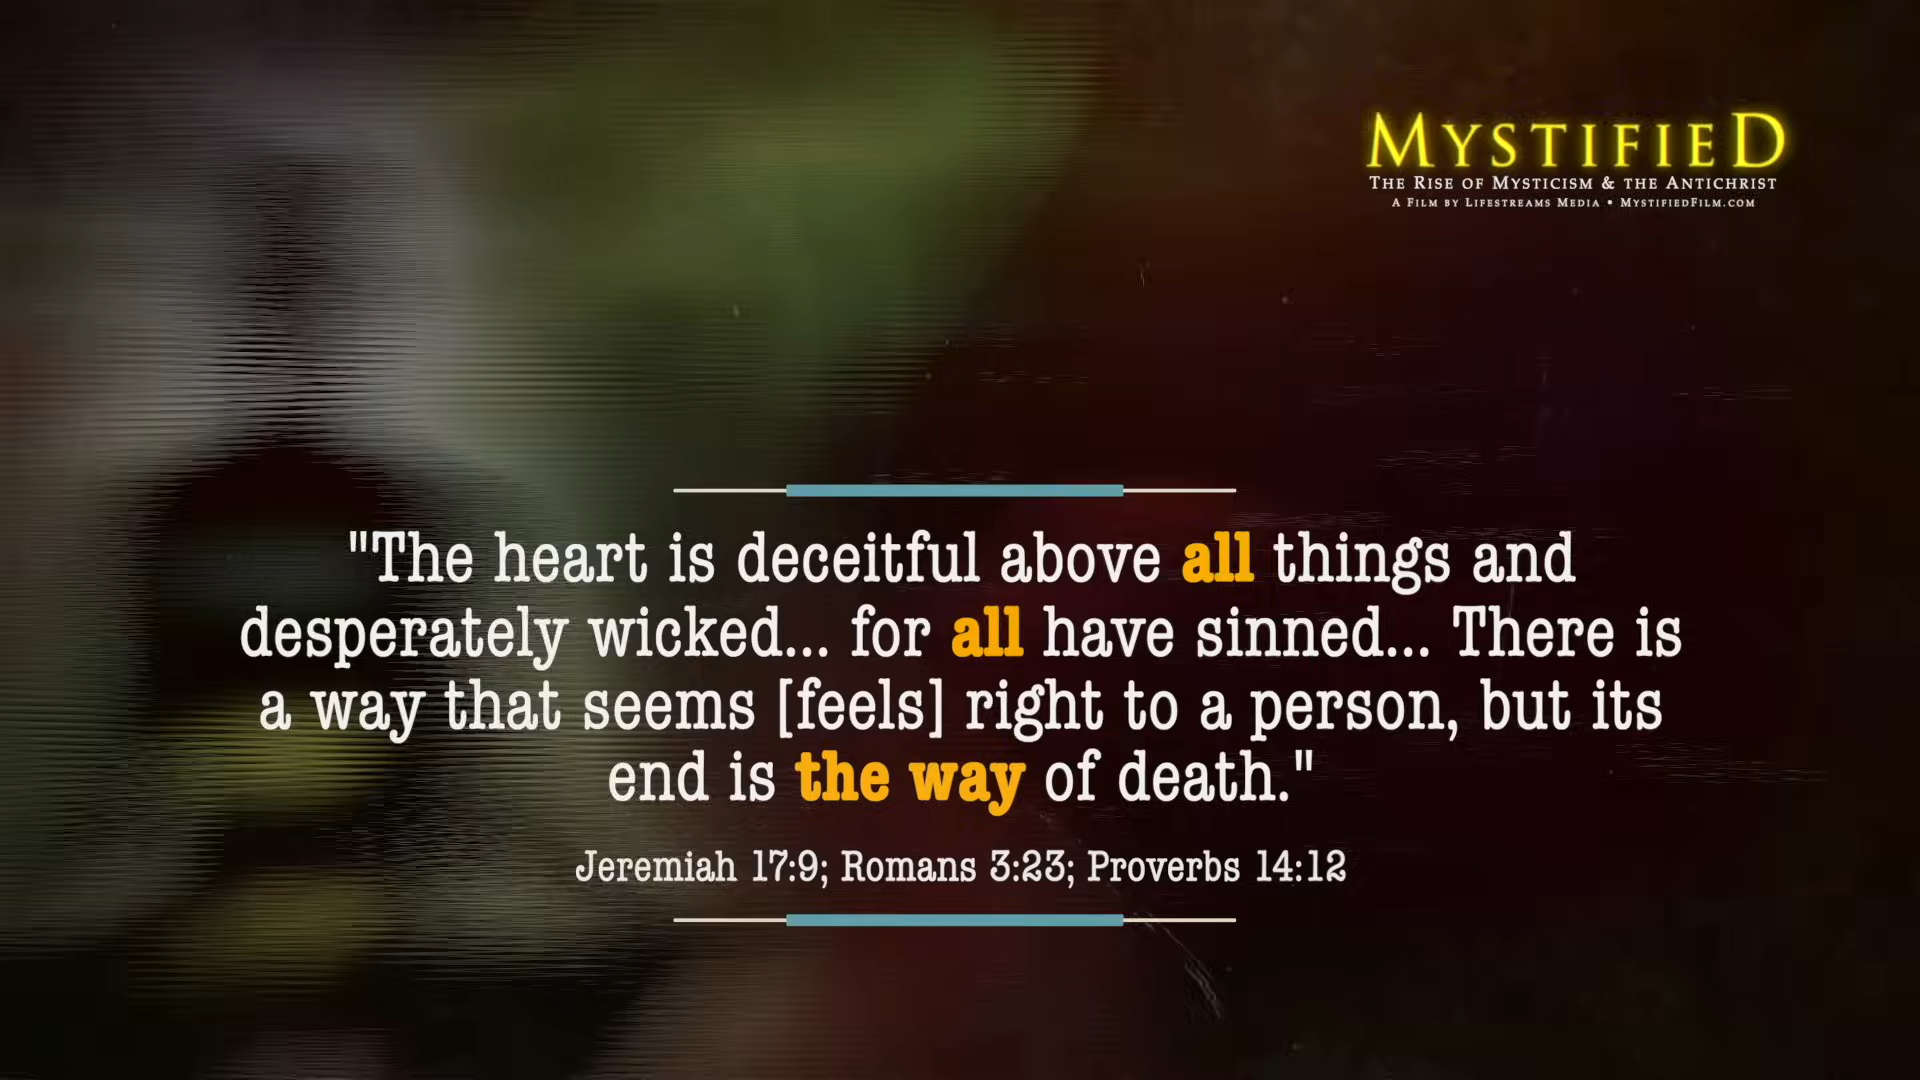 MYSTIFIED
THE RISE OF MYSTICISM & THE ANTICHRIST
A FILM BY LIFESTREAMS MEDIA • MYSTIFIEDFILM.COM
"The heart is deceitful above all things and
desperately wicked... for all have sinned... There is
a way that seems [feels] right to a person, but its
end is the way of death."
Jeremiah 17:9; Romans 3:23; Proverbs 14:12